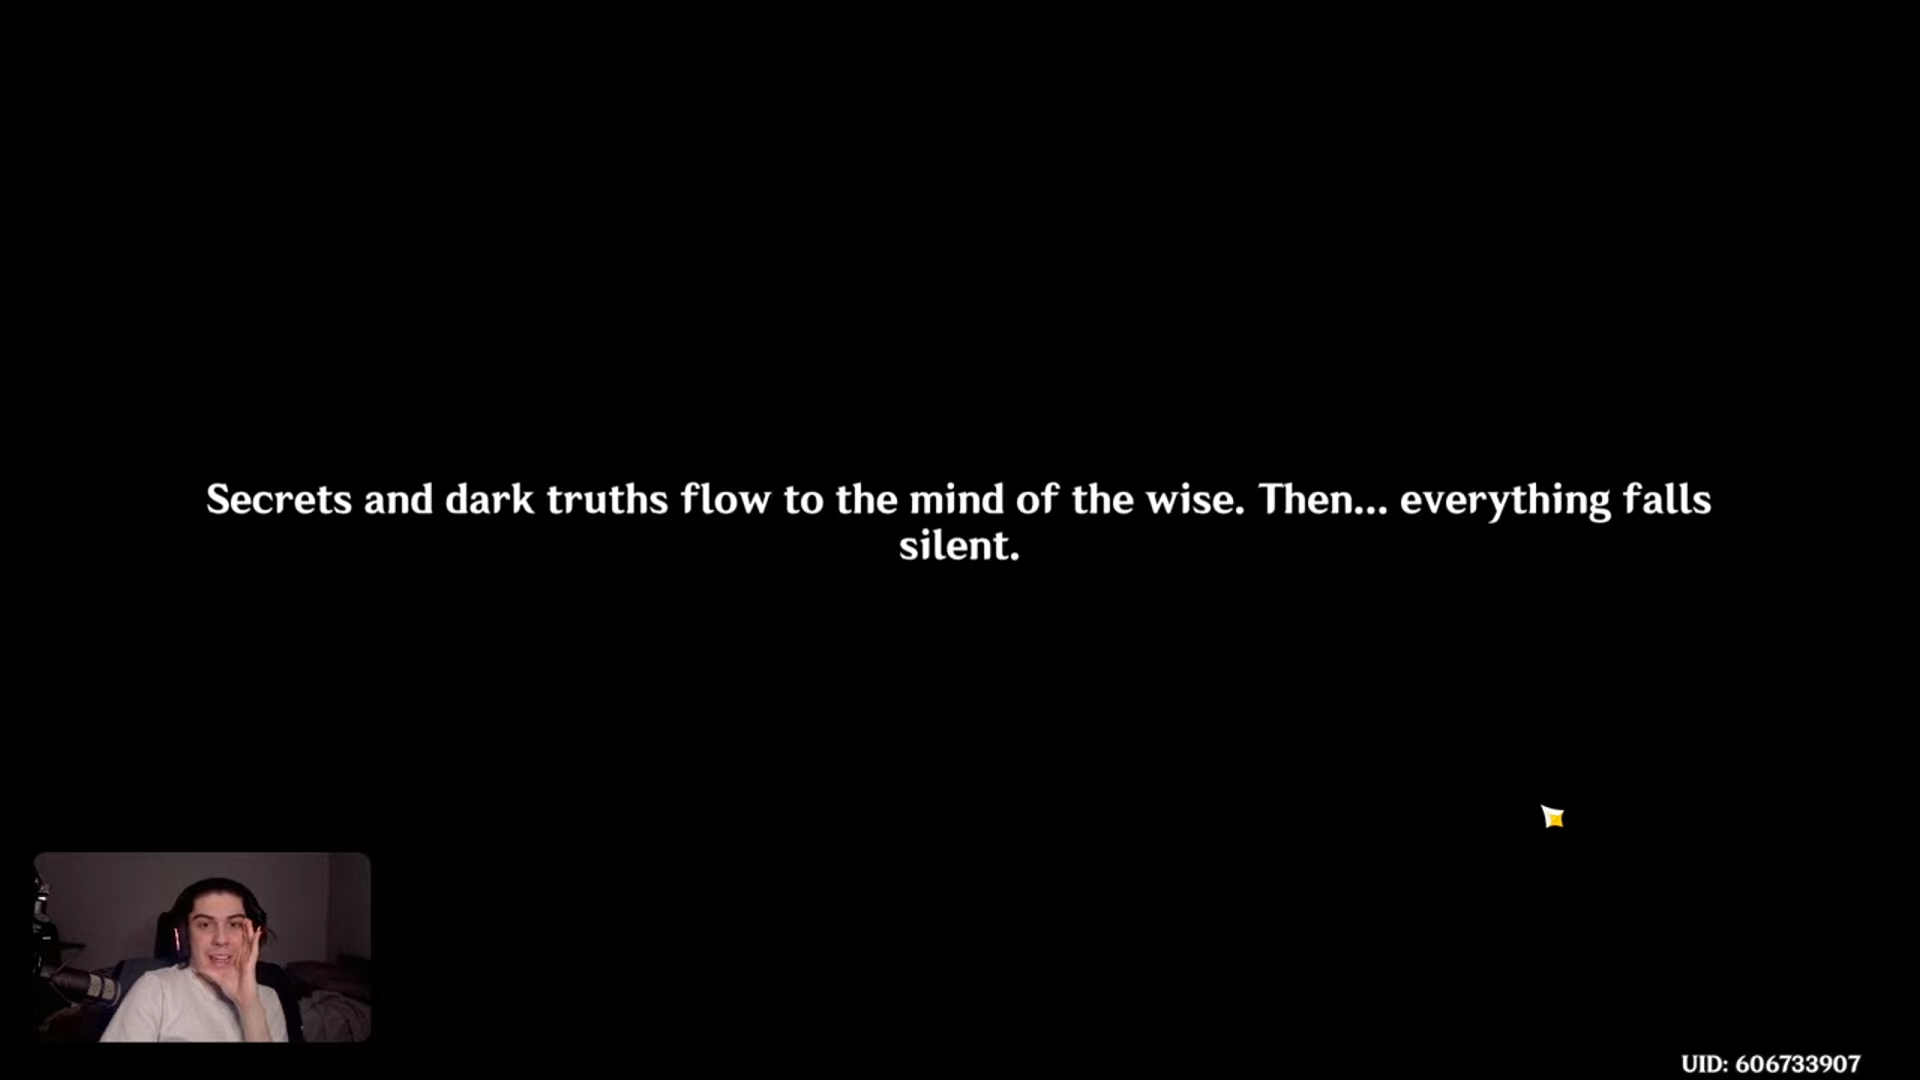 Secrets and dark truths flow to the mind of the wise. Then... everything falls
silent.
UID: 606733907